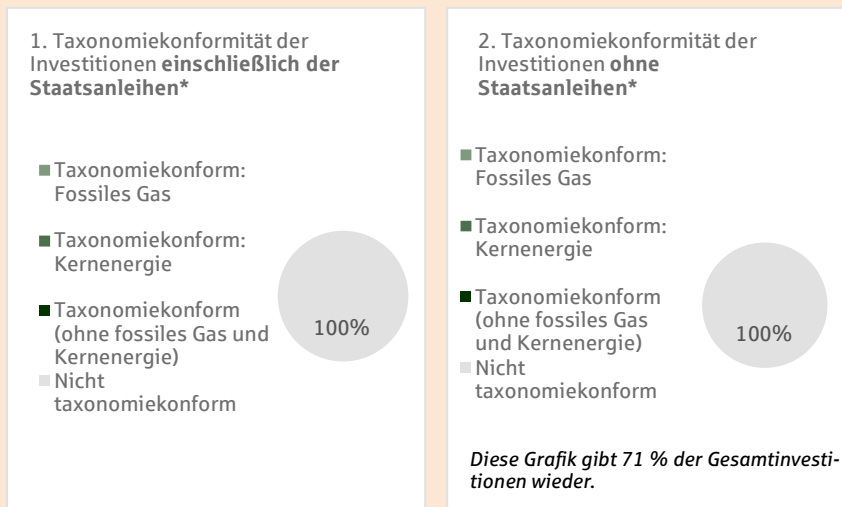 1. Taxonomiekonformität der
Investitionen einschließlich der
Staatsanleihen*
Taxonomiekonform:
Fossiles Gas
Taxonomiekonform:
Kernenergie
Taxonomiekonform
(ohne fossiles Gas und
Kernenergie)
Nicht
taxonomiekonform
100%
2. Taxonomiekonformität der
Investitionen ohne
Staatsanleihen*
Taxonomiekonform:
Fossiles Gas
Taxonomiekonform:
Kernenergie
Taxonomiekonform
(ohne fossiles Gas
und Kernenergie)
Nicht
taxonomiekonform
100%
Diese Grafik gibt 71 % der Gesamtinvesti-
tionen wieder.